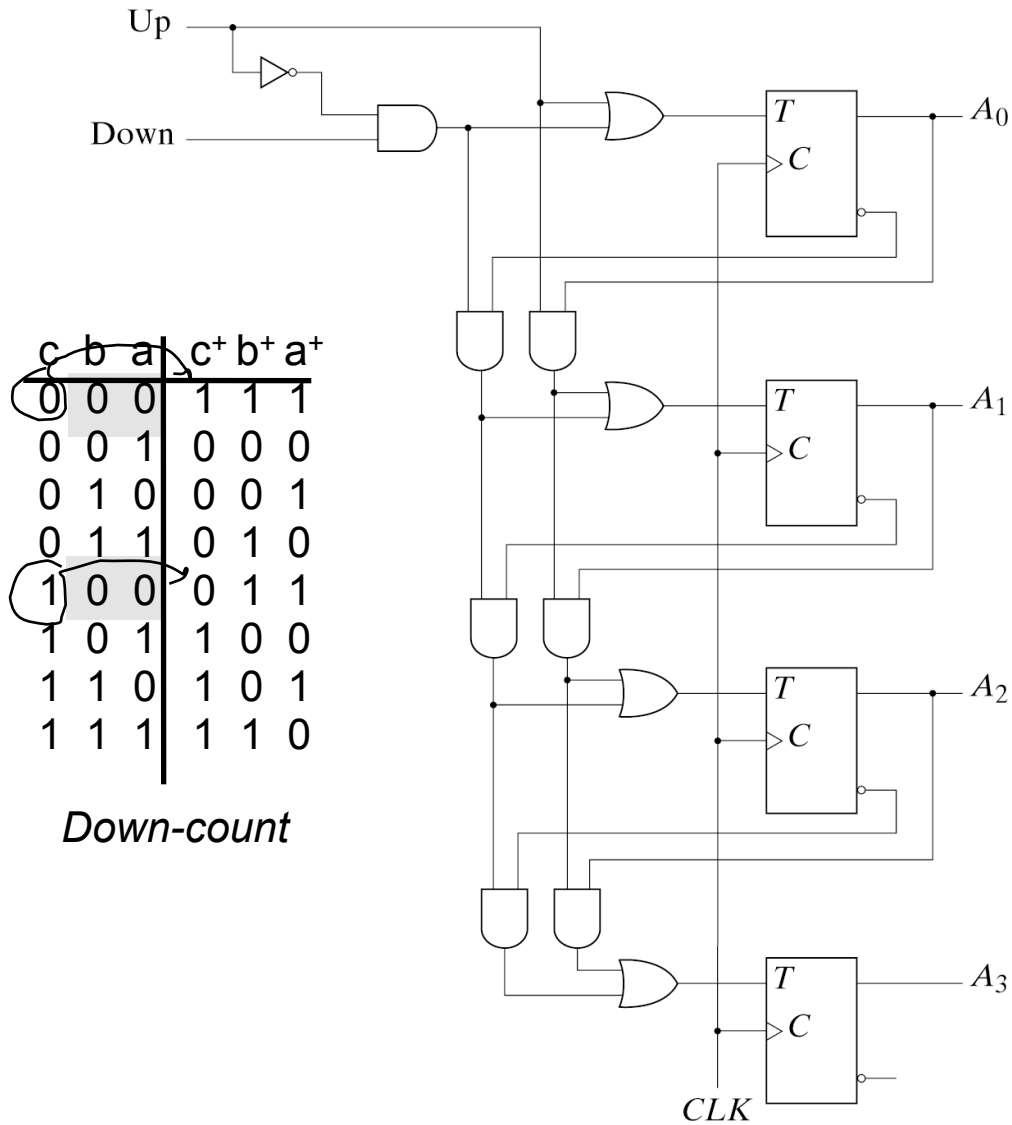 Up
Down
T
A₀
C
c b a c⁺ b⁺ a⁺
0 0 0 1 1 1
0 0 1 0 0 0
0 1 0 0 0 1
0 1 1 0 1 0
1 0 0 0 1 1
1 0 1 1 0 0
1 1 0 1 0 1
1 1 1 1 1 0
Down-count
T
A₁
C
T
A₂
C
T
A₃
C
CLK